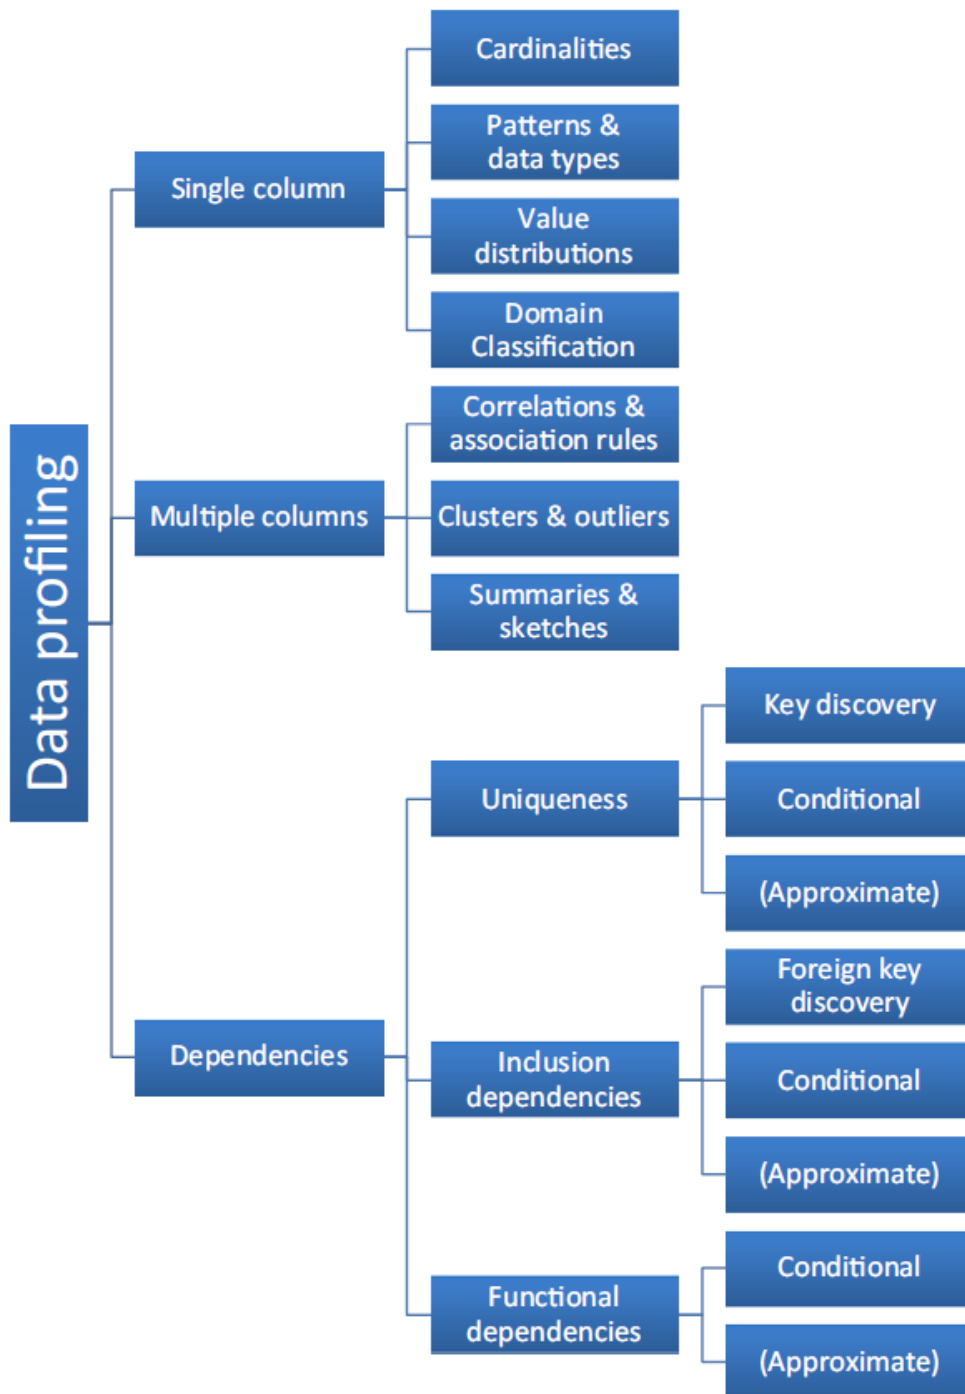 Data profiling
Single column
Cardinalities
Patterns &
data types
Value
distributions
Domain
Classification
Multiple columns
Correlations &
association rules
Clusters & outliers
Summaries &
sketches
Dependencies
Uniqueness
Key discovery
Conditional
(Approximate)
Inclusion
dependencies
Foreign key
discovery
Conditional
(Approximate)
Functional
dependencies
Conditional
(Approximate)